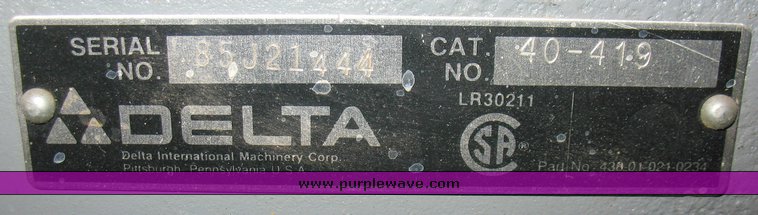 SERIAL NO. 85J21444
CAT. NO. 40-419
LR30211
DELTA
CSA ®
Delta International Machinery Corp.
Pittsburgh, Pennsylvania U.S.A.
Part No. 438-01-021-0234
www.purplewave.com